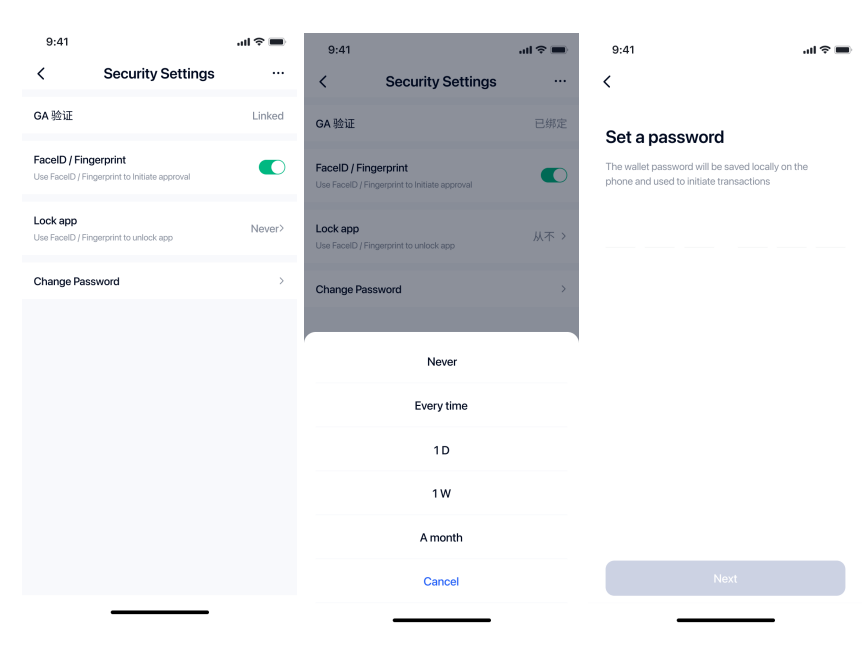 9:41
Security Settings
GA 验证
Linked
FaceID / Fingerprint
Use FaceID / Fingerprint to Initiate approval
Lock app
Use FaceID / Fingerprint to unlock app
Never>
Change Password
>
9:41
Security Settings
GA 验证
已绑定
FaceID / Fingerprint
Use FaceID / Fingerprint to Initiate approval
Lock app
Use FaceID / Fingerprint to unlock app
从不 >
Change Password
>
Never
Every time
1 D
1 W
A month
Cancel
9:41
Set a password
The wallet password will be saved locally on the
phone and used to initiate transactions
Next